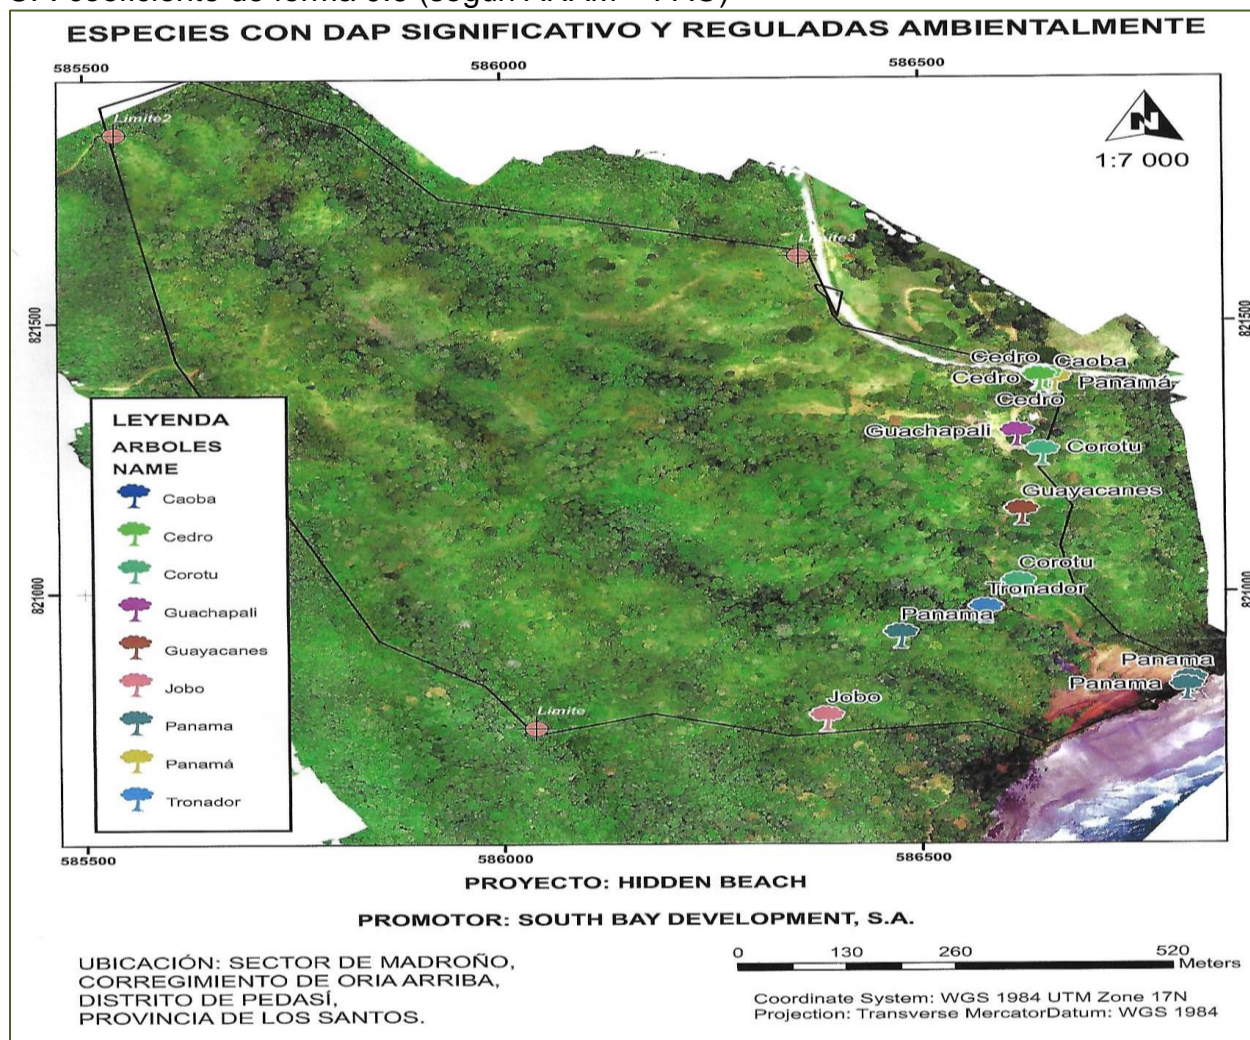 ESPECIES CON DAP SIGNIFICATIVO Y REGULADAS AMBIENTALMENTE
585500
586000
586500
Limite2
N
1:7 000
Limite3
821500
821500
Cedro
Caoba
Cedro
Panamá
Cedro
Guachapali
Corotu
Guayacanes
Corotu
Tronador
Panama
821000
821000
Panama
Panama
Jobo
Limite
LEYENDA
ARBOLES
NAME
Caoba
Cedro
Corotu
Guachapali
Guayacanes
Jobo
Panama
Panamá
Tronador
585500
586000
586500
PROYECTO: HIDDEN BEACH
PROMOTOR: SOUTH BAY DEVELOPMENT, S.A.
UBICACIÓN: SECTOR DE MADROÑO,
CORREGIMIENTO DE ORIA ARRIBA,
DISTRITO DE PEDASÍ,
PROVINCIA DE LOS SANTOS.
0 130 260 520
Meters
Coordinate System: WGS 1984 UTM Zone 17N
Projection: Transverse MercatorDatum: WGS 1984